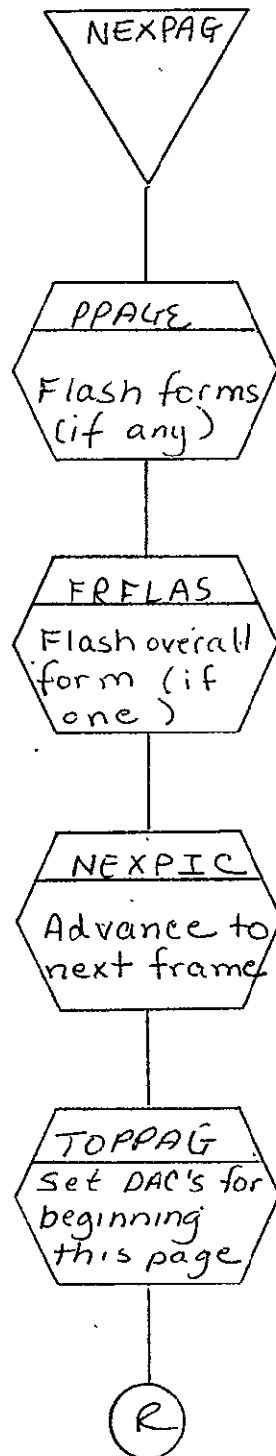 NEXPAG
PPAGE
Flash forms
(if any)
FRFLAS
Flash overall
form (if
one)
NEXPIC
Advance to
next frame
TOPPAG
Set DAC's for
beginning
this page
R